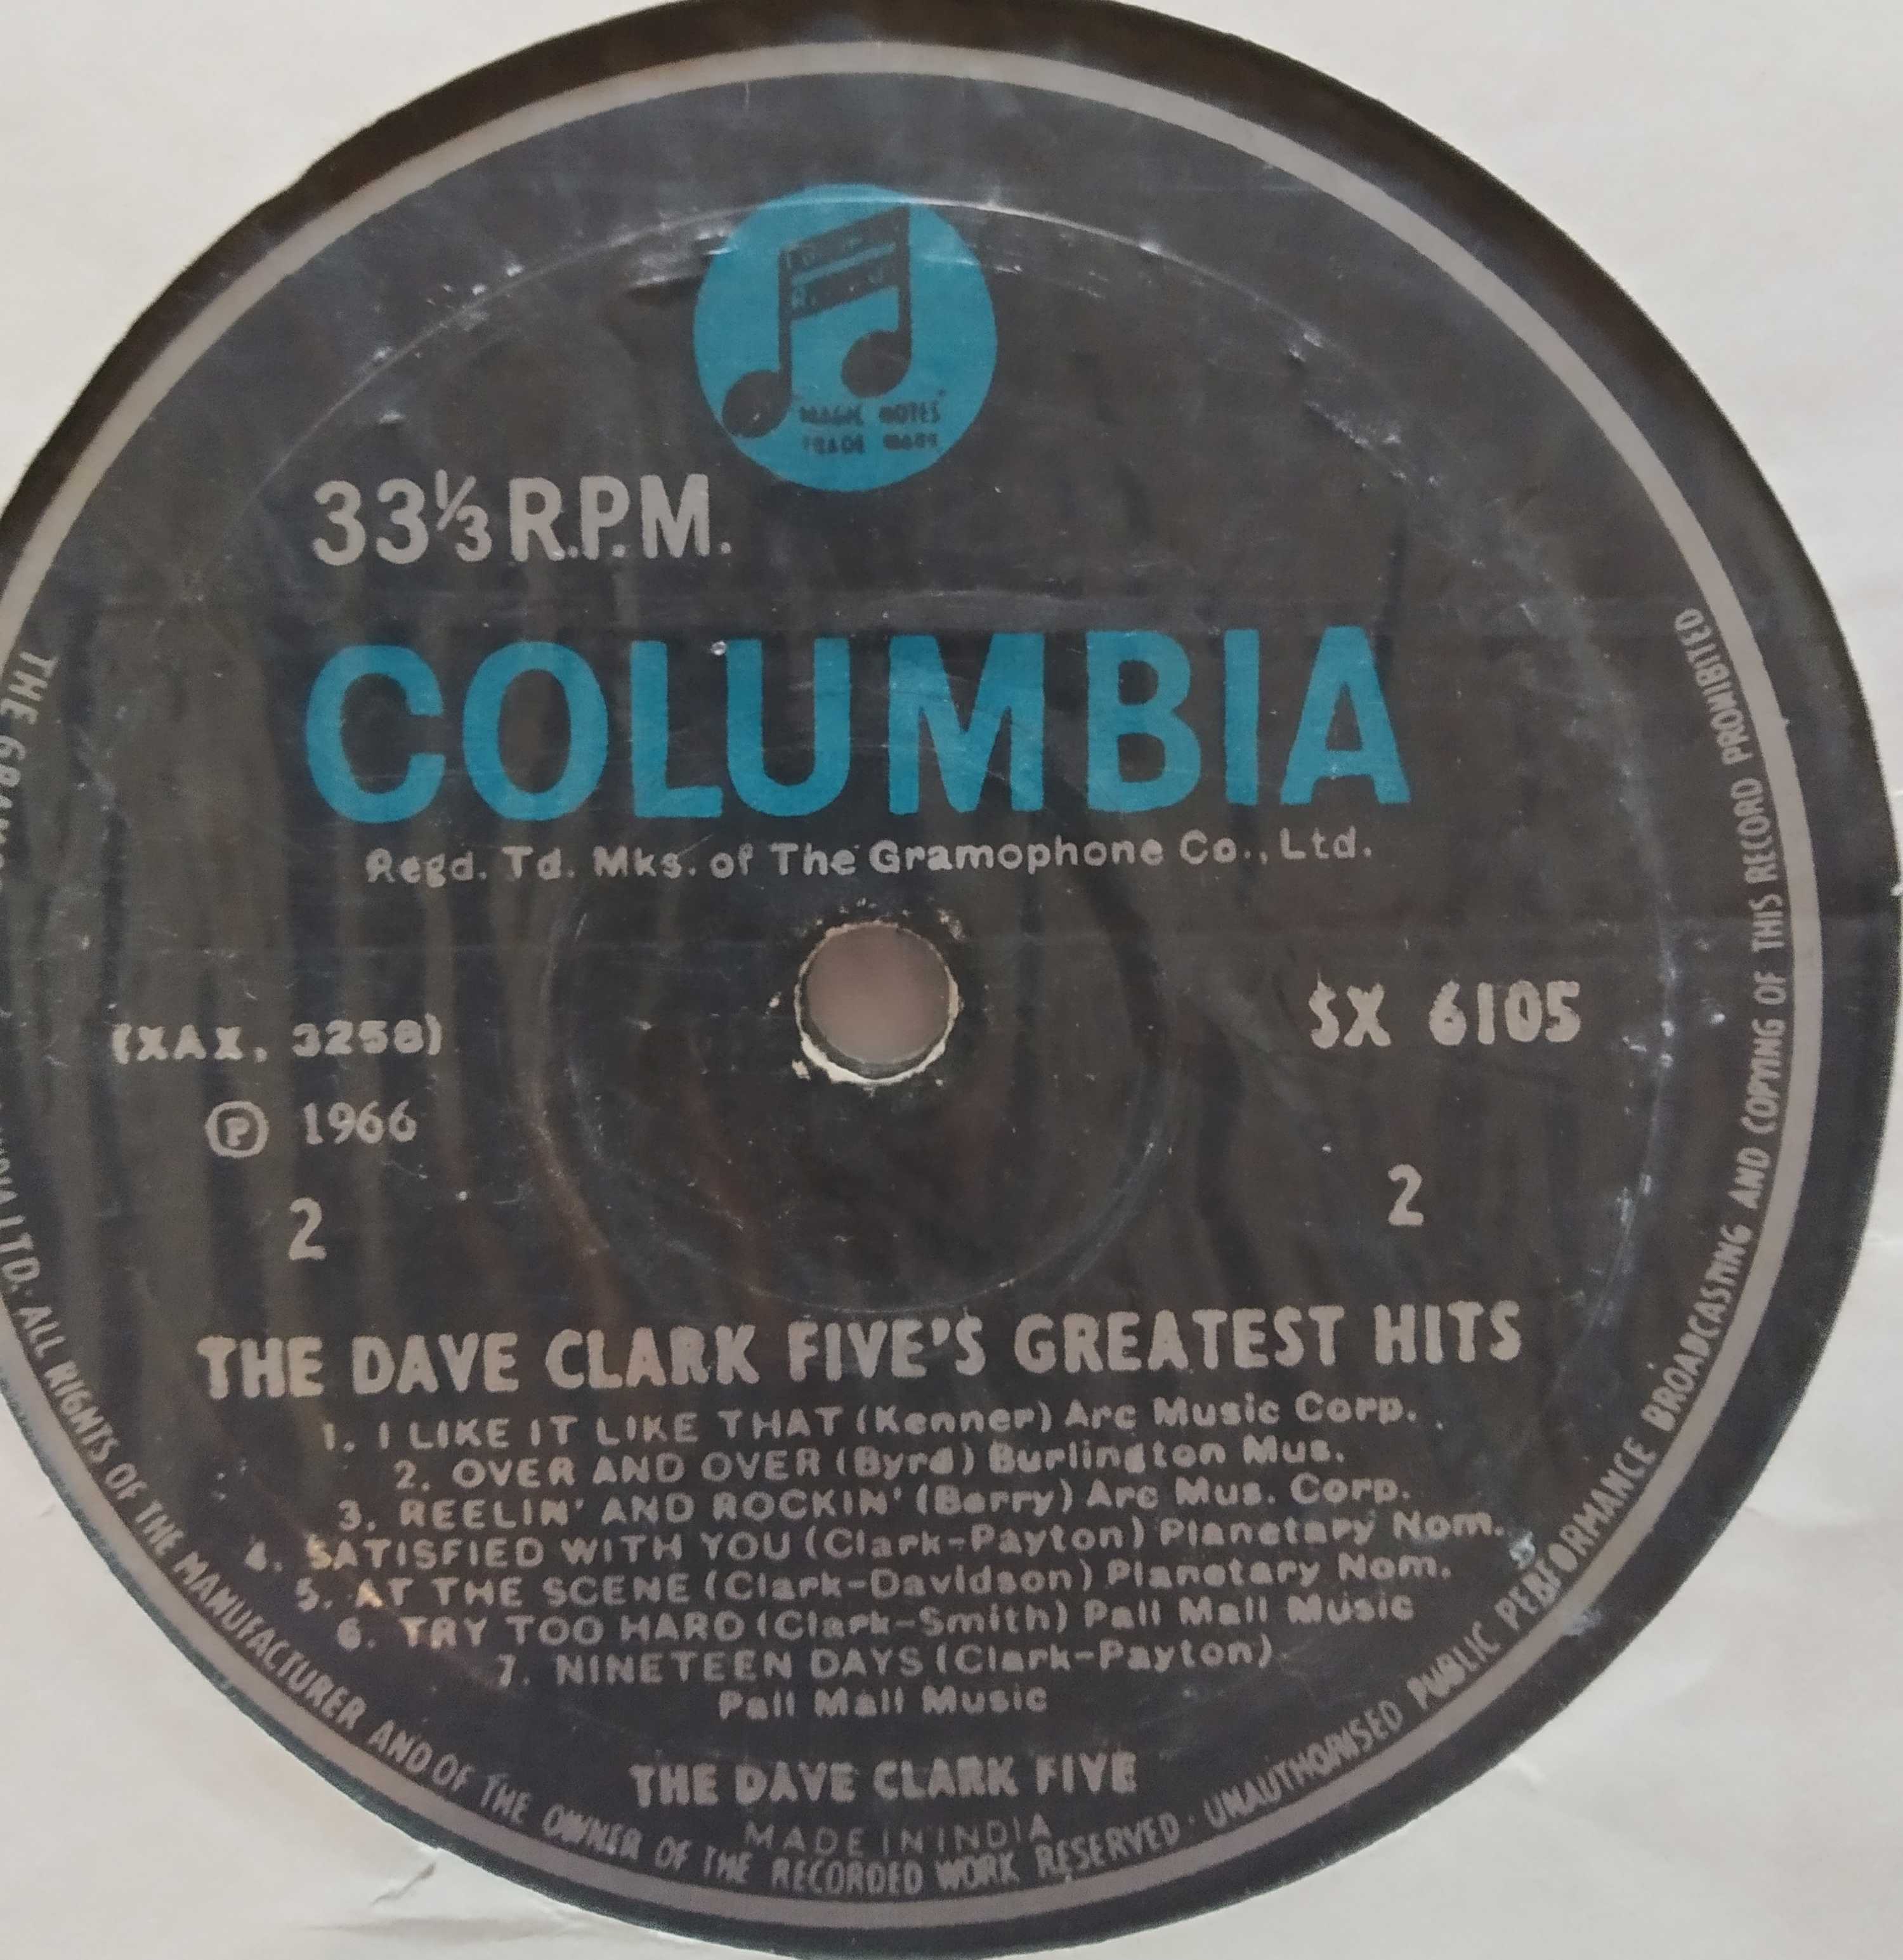 "MAGIC NOTES"
TRADE MARK
33⅓ R.P.M.
COLUMBIA
Regd. Td. Mks. of The Gramophone Co., Ltd.
(XAX. 3258)
SX 6105
Ⓟ 1966
2
2
THE DAVE CLARK FIVE'S GREATEST HITS
1. I LIKE IT LIKE THAT (Kenner) Arc Music Corp.
2. OVER AND OVER (Byrd) Burlington Mus.
3. REELIN' AND ROCKIN' (Berry) Arc Mus. Corp.
4. SATISFIED WITH YOU (Clark-Payton) Planetary Nom.
5. AT THE SCENE (Clark-Davidson) Planetary Nom.
6. TRY TOO HARD (Clark-Smith) Pall Mall Music
7. NINETEEN DAYS (Clark-Payton)
Pall Mall Music
THE DAVE CLARK FIVE
MADE IN INDIA
THE LTD. · ALL RIGHTS OF THE MANUFACTURER AND OF THE OWNER OF THE RECORDED WORK RESERVED · UNAUTHORISED PUBLIC PERFORMANCE BROADCASTING AND COPYING OF THIS RECORD PROHIBITED